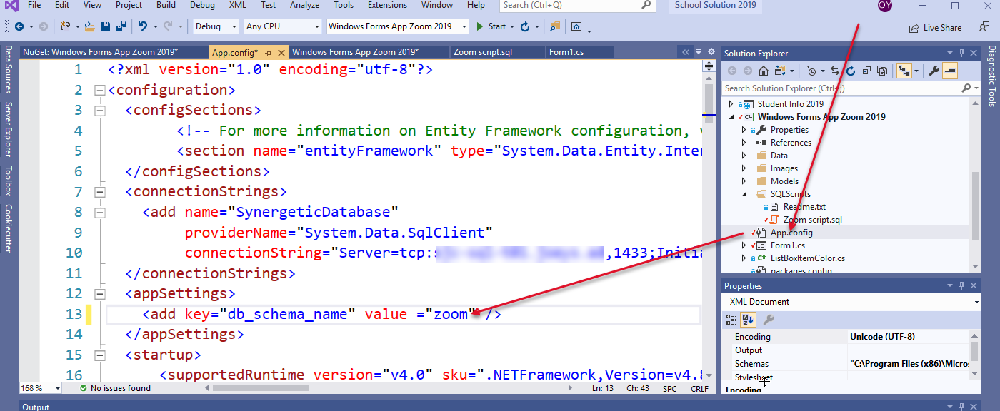 File Edit View Project Build Debug XML Test Analyze Tools Extensions Window Help Search (Ctrl+Q) School Solution 2019 OY
Debug Any CPU Windows Forms App Zoom 2019 Start Live Share
NuGet: Windows Forms App Zoom 2019* App.config* Windows Forms App Zoom 2019* Zoom script.sql Form1.cs
Data Sources
Server Explorer
Toolbox
Cookiecutter
1 <?xml version="1.0" encoding="utf-8"?>
2 <configuration>
3 <configSections>
4 <!-- For more information on Entity Framework configuration,
5 <section name="entityFramework" type="System.Data.Entity.Inter
6 </configSections>
7 <connectionStrings>
8 <add name="SynergeticDatabase"
9 providerName="System.Data.SqlClient"
10 connectionString="Server=tcp: ,1433;Initia
11 </connectionStrings>
12 <appSettings>
13 <add key="db_schema_name" value ="zoom" />
14 </appSettings>
15 <startup>
16 <supportedRuntime version="v4.0" sku=".NETFramework,Version=v4.8
168 % No issues found Ln: 13 Ch: 43 SPC CRLF
Output
Solution Explorer
Search Solution Explorer (Ctrl+;)
Student Info 2019
C# Windows Forms App Zoom 2019
Properties
References
Data
Images
Models
SQLScripts
Readme.txt
Zoom script.sql
App.config
Form1.cs
C# ListBoxItemColor.cs
packages.config
Properties
XML Document
Encoding Unicode (UTF-8)
Output
Schemas "C:\Program Files (x86)\Micros
Stylesheet
Encoding
Diagnostic Tools